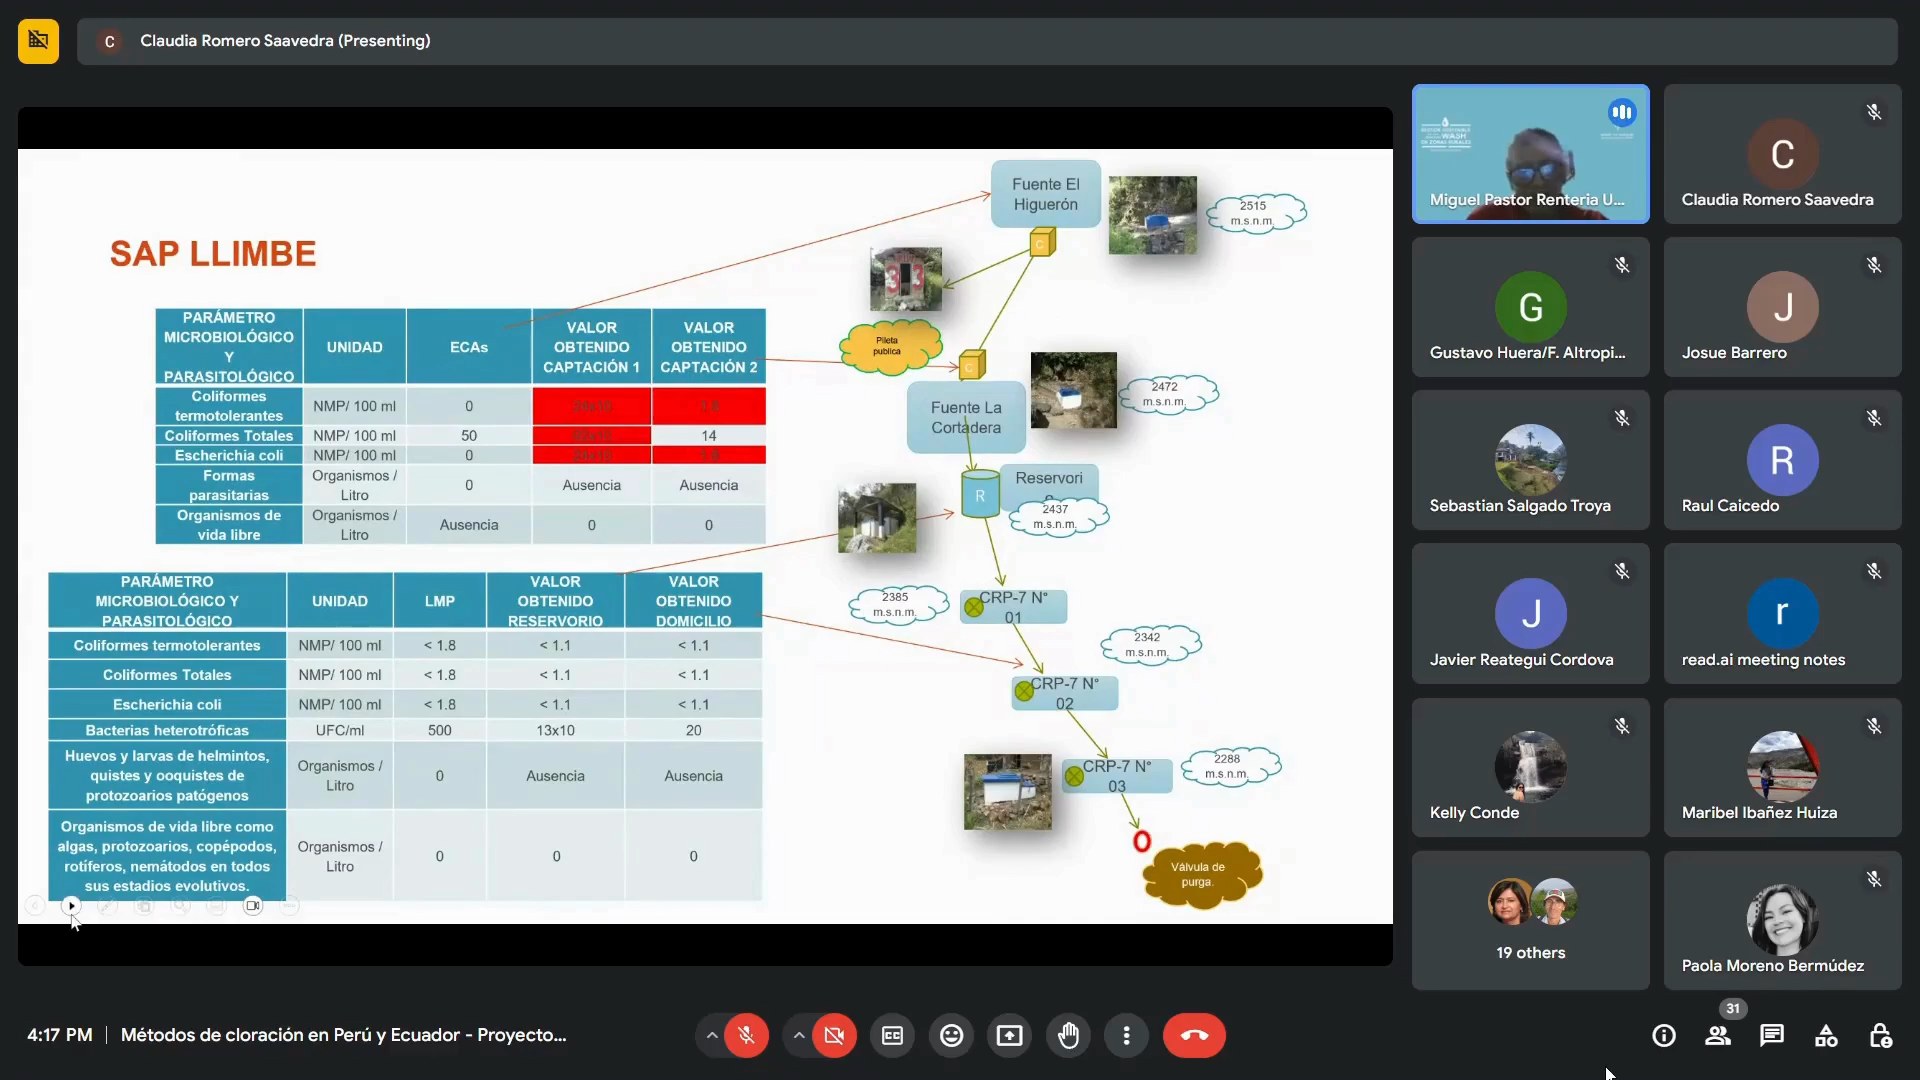 C Claudia Romero Saavedra (Presenting)
SAP LLIMBE
PARÁMETRO
MICROBIOLÓGICO
Y
PARASITOLÓGICO
UNIDAD
ECAs
VALOR
OBTENIDO
CAPTACIÓN 1
VALOR
OBTENIDO
CAPTACIÓN 2
Coliformes
termotolerantes
NMP/ 100 ml
0
Coliformes Totales
NMP/ 100 ml
50
14
Escherichia coli
NMP/ 100 ml
0
Formas
parasitarias
Organismos /
Litro
0
Ausencia
Ausencia
Organismos de
vida libre
Organismos /
Litro
Ausencia
0
0
PARÁMETRO
MICROBIOLÓGICO Y
PARASITOLÓGICO
UNIDAD
LMP
VALOR
OBTENIDO
RESERVORIO
VALOR
OBTENIDO
DOMICILIO
Coliformes termotolerantes
NMP/ 100 ml
< 1.8
< 1.1
< 1.1
Coliformes Totales
NMP/ 100 ml
< 1.8
< 1.1
< 1.1
Escherichia coli
NMP/ 100 ml
< 1.8
< 1.1
< 1.1
Bacterias heterotróficas
UFC/ml
500
13x10
20
Huevos y larvas de helmintos,
quistes y ooquistes de
protozoarios patógenos
Organismos /
Litro
0
Ausencia
Ausencia
Organismos de vida libre como
algas, protozoarios, copépodos,
rotíferos, nemátodos en todos
sus estadios evolutivos.
Organismos /
Litro
0
0
0
Fuente El
Higuerón
2515
m.s.n.m.
C
3 3
Pileta
publica
C
2472
m.s.n.m.
Fuente La
Cortadera
R
Reservori
2437
m.s.n.m.
2385
m.s.n.m.
CRP-7 N°
01
2342
m.s.n.m.
CRP-7 N°
02
2288
m.s.n.m.
CRP-7 N°
03
Válvula de
purga.
WASH
Miguel Pastor Renteria U...
C
Claudia Romero Saavedra
G
Gustavo Huera/F. Altropi...
J
Josue Barrero
Sebastian Salgado Troya
R
Raul Caicedo
J
Javier Reategui Cordova
r
read.ai meeting notes
Kelly Conde
Maribel Ibañez Huiza
19 others
Paola Moreno Bermúdez
4:17 PM | Métodos de cloración en Perú y Ecuador - Proyecto...
31